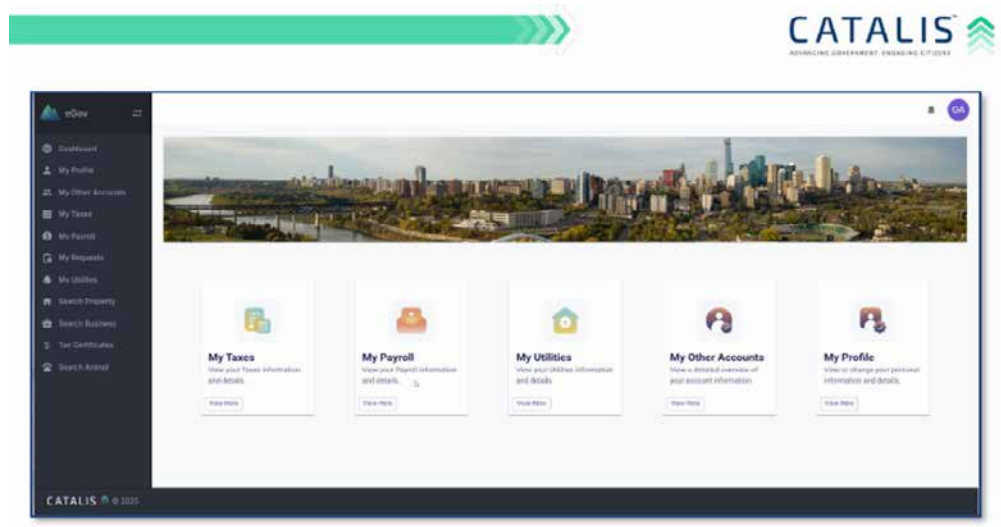 CATALIS
ADVANCING GOVERNMENT. ENGAGING CITIZENS
eGov
GA
Dashboard
My Profile
My Other Accounts
My Taxes
My Payroll
My Requests
My Utilities
Search Property
Search Business
Tax Certificates
Search Animal
My Taxes
View your Taxes information
and details.
View More
My Payroll
View your Payroll information
and details.
View More
My Utilities
View your Utilities information
and details.
View More
My Other Accounts
View a detailed overview of
your account information.
View More
My Profile
View or change your personal
information and details.
View More
CATALIS © 2025